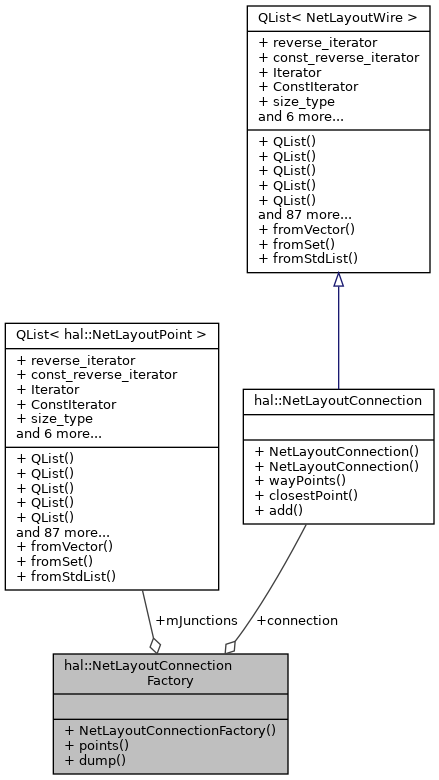 QList< NetLayoutWire >
+ reverse_iterator
+ const_reverse_iterator
+ Iterator
+ ConstIterator
+ size_type
and 6 more...
+ QList()
+ QList()
+ QList()
+ QList()
+ QList()
and 87 more...
+ fromVector()
+ fromSet()
+ fromStdList()
QList< hal::NetLayoutPoint >
+ reverse_iterator
+ const_reverse_iterator
+ Iterator
+ ConstIterator
+ size_type
and 6 more...
+ QList()
+ QList()
+ QList()
+ QList()
+ QList()
and 87 more...
+ fromVector()
+ fromSet()
+ fromStdList()
hal::NetLayoutConnection
+ NetLayoutConnection()
+ NetLayoutConnection()
+ wayPoints()
+ closestPoint()
+ add()
+mJunctions
+connection
hal::NetLayoutConnection
Factory
+ NetLayoutConnectionFactory()
+ points()
+ dump()